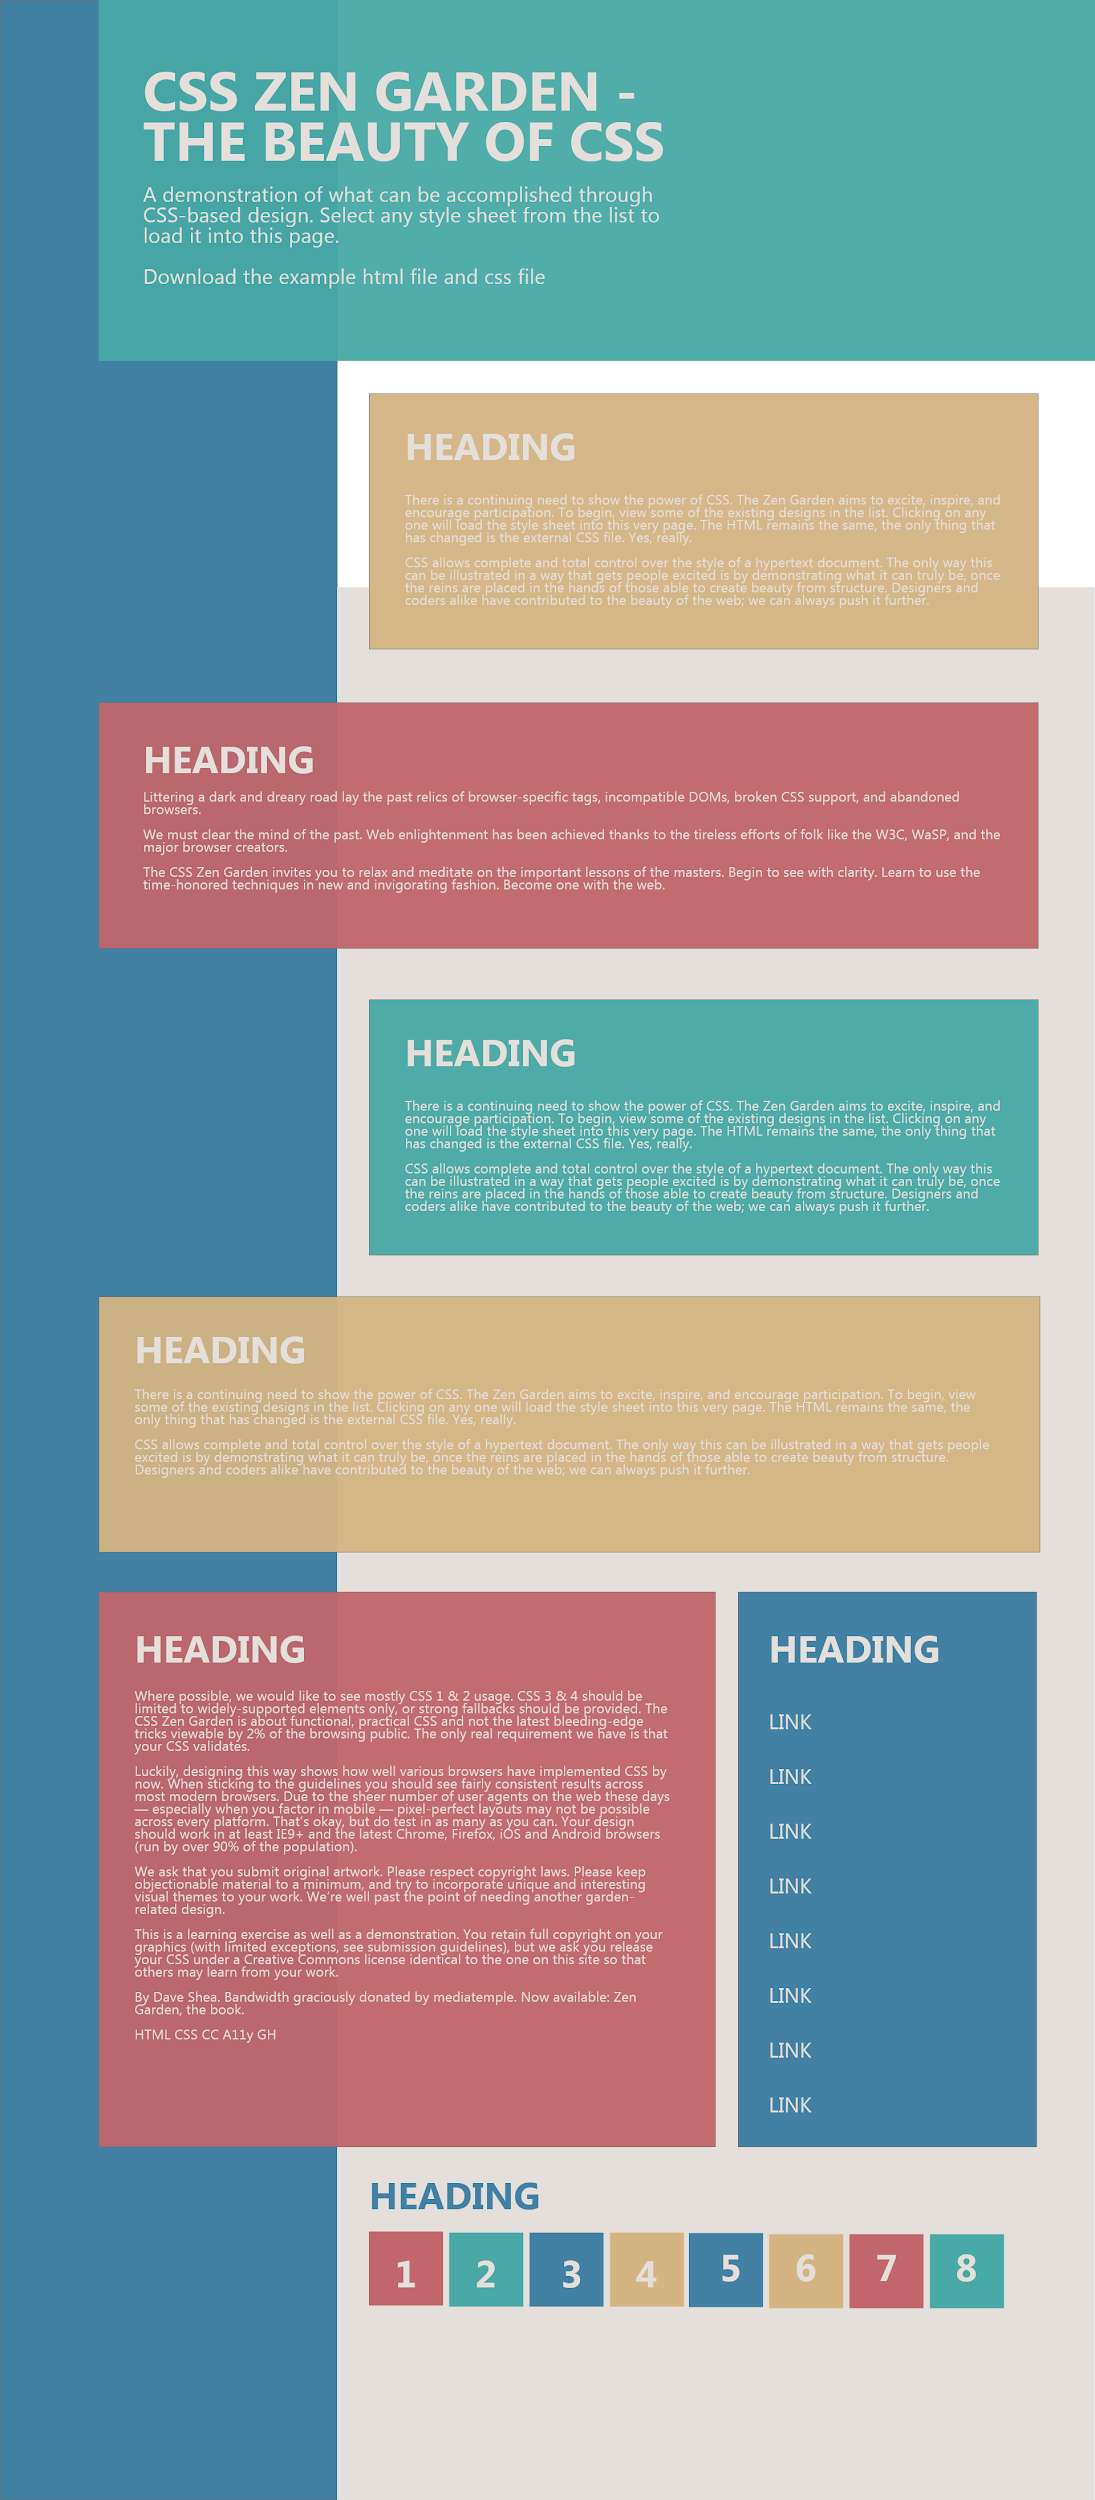 CSS ZEN GARDEN -
THE BEAUTY OF CSS
A demonstration of what can be accomplished through
CSS-based design. Select any style sheet from the list to
load it into this page.
Download the example html file and css file
HEADING
There is a continuing need to show the power of CSS. The Zen Garden aims to excite, inspire, and
encourage participation. To begin, view some of the existing designs in the list. Clicking on any
one will load the style sheet into this very page. The HTML remains the same, the only thing that
has changed is the external CSS file. Yes, really.
CSS allows complete and total control over the style of a hypertext document. The only way this
can be illustrated in a way that gets people excited is by demonstrating what it can truly be, once
the reins are placed in the hands of those able to create beauty from structure. Designers and
coders alike have contributed to the beauty of the web; we can always push it further.
HEADING
Littering a dark and dreary road lay the past relics of browser-specific tags, incompatible DOMs, broken CSS support, and abandoned
browsers.
We must clear the mind of the past. Web enlightenment has been achieved thanks to the tireless efforts of folk like the W3C, WaSP, and the
major browser creators.
The CSS Zen Garden invites you to relax and meditate on the important lessons of the masters. Begin to see with clarity. Learn to use the
time-honored techniques in new and invigorating fashion. Become one with the web.
HEADING
There is a continuing need to show the power of CSS. The Zen Garden aims to excite, inspire, and
encourage participation. To begin, view some of the existing designs in the list. Clicking on any
one will load the style sheet into this very page. The HTML remains the same, the only thing that
has changed is the external CSS file. Yes, really.
CSS allows complete and total control over the style of a hypertext document. The only way this
can be illustrated in a way that gets people excited is by demonstrating what it can truly be, once
the reins are placed in the hands of those able to create beauty from structure. Designers and
coders alike have contributed to the beauty of the web; we can always push it further.
HEADING
There is a continuing need to show the power of CSS. The Zen Garden aims to excite, inspire, and encourage participation. To begin, view
some of the existing designs in the list. Clicking on any one will load the style sheet into this very page. The HTML remains the same, the
only thing that has changed is the external CSS file. Yes, really.
CSS allows complete and total control over the style of a hypertext document. The only way this can be illustrated in a way that gets people
excited is by demonstrating what it can truly be, once the reins are placed in the hands of those able to create beauty from structure.
Designers and coders alike have contributed to the beauty of the web; we can always push it further.
HEADING
Where possible, we would like to see mostly CSS 1 & 2 usage. CSS 3 & 4 should be
limited to widely-supported elements only, or strong fallbacks should be provided. The
CSS Zen Garden is about functional, practical CSS and not the latest bleeding-edge
tricks viewable by 2% of the browsing public. The only real requirement we have is that
your CSS validates.
Luckily, designing this way shows how well various browsers have implemented CSS by
now. When sticking to the guidelines you should see fairly consistent results across
most modern browsers. Due to the sheer number of user agents on the web these days
— especially when you factor in mobile — pixel-perfect layouts may not be possible
across every platform. That's okay, but do test in as many as you can. Your design
should work in at least IE9+ and the latest Chrome, Firefox, iOS and Android browsers
(run by over 90% of the population).
We ask that you submit original artwork. Please respect copyright laws. Please keep
objectionable material to a minimum, and try to incorporate unique and interesting
visual themes to your work. We're well past the point of needing another garden-
related design.
This is a learning exercise as well as a demonstration. You retain full copyright on your
graphics (with limited exceptions, see submission guidelines), but we ask you release
your CSS under a Creative Commons license identical to the one on this site so that
others may learn from your work.
By Dave Shea. Bandwidth graciously donated by mediatemple. Now available: Zen
Garden, the book.
HTML CSS CC A11y GH
HEADING
LINK
LINK
LINK
LINK
LINK
LINK
LINK
LINK
HEADING
1 2 3 4 5 6 7 8